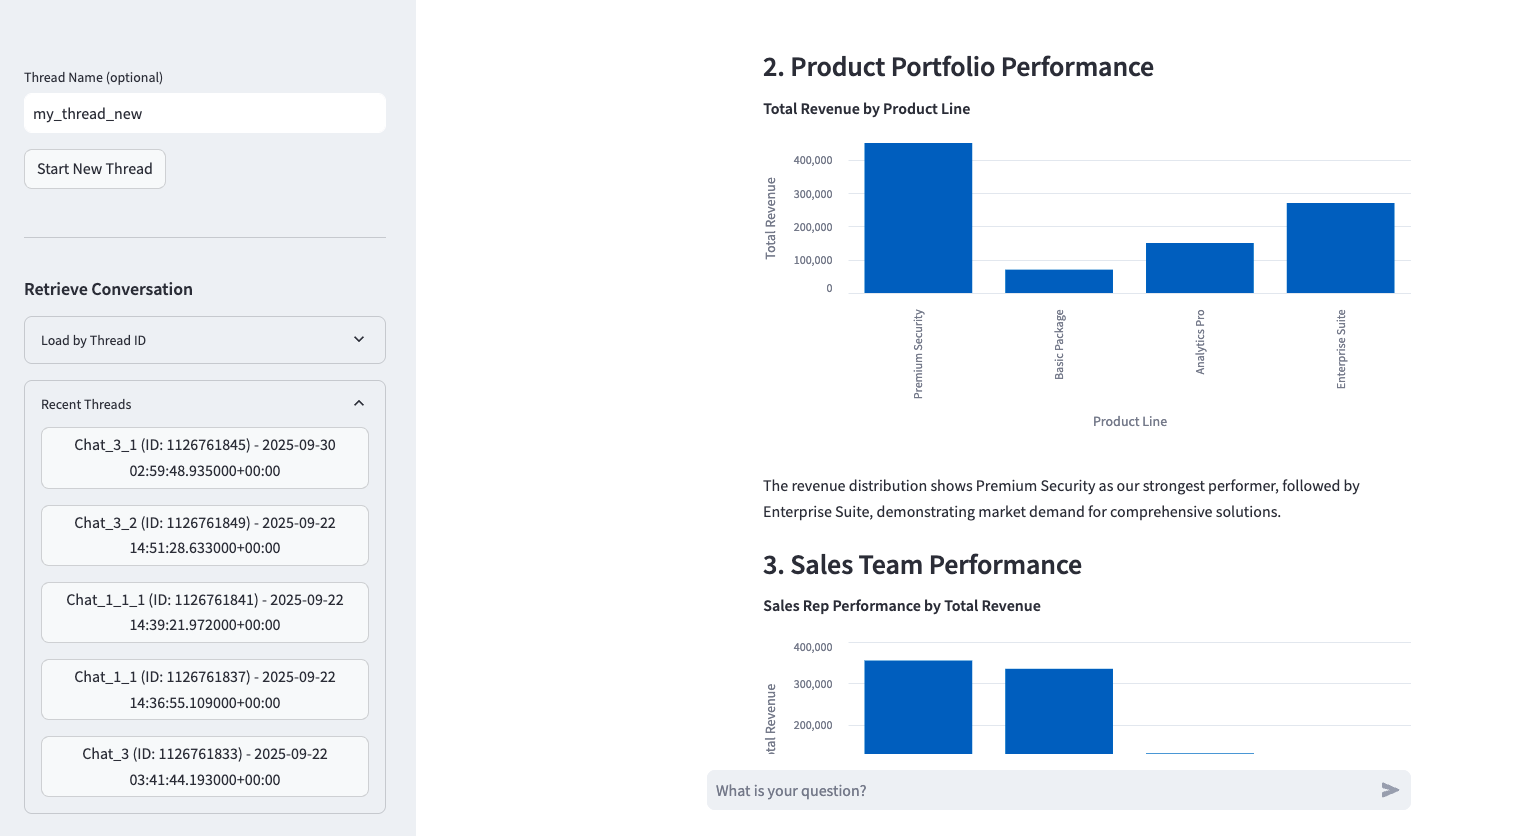 Thread Name (optional)
my_thread_new
Start New Thread
Retrieve Conversation
Load by Thread ID
Recent Threads
Chat_3_1 (ID: 1126761845) - 2025-09-30
02:59:48.935000+00:00
Chat_3_2 (ID: 1126761849) - 2025-09-22
14:51:28.633000+00:00
Chat_1_1_1 (ID: 1126761841) - 2025-09-22
14:39:21.972000+00:00
Chat_1_1 (ID: 1126761837) - 2025-09-22
14:36:55.109000+00:00
Chat_3 (ID: 1126761833) - 2025-09-22
03:41:44.193000+00:00
2. Product Portfolio Performance
Total Revenue by Product Line
Total Revenue
400,000
300,000
200,000
100,000
0
Premium Security
Basic Package
Analytics Pro
Enterprise Suite
Product Line
The revenue distribution shows Premium Security as our strongest performer, followed by
Enterprise Suite, demonstrating market demand for comprehensive solutions.
3. Sales Team Performance
Sales Rep Performance by Total Revenue
tal Revenue
400,000
300,000
200,000
What is your question?